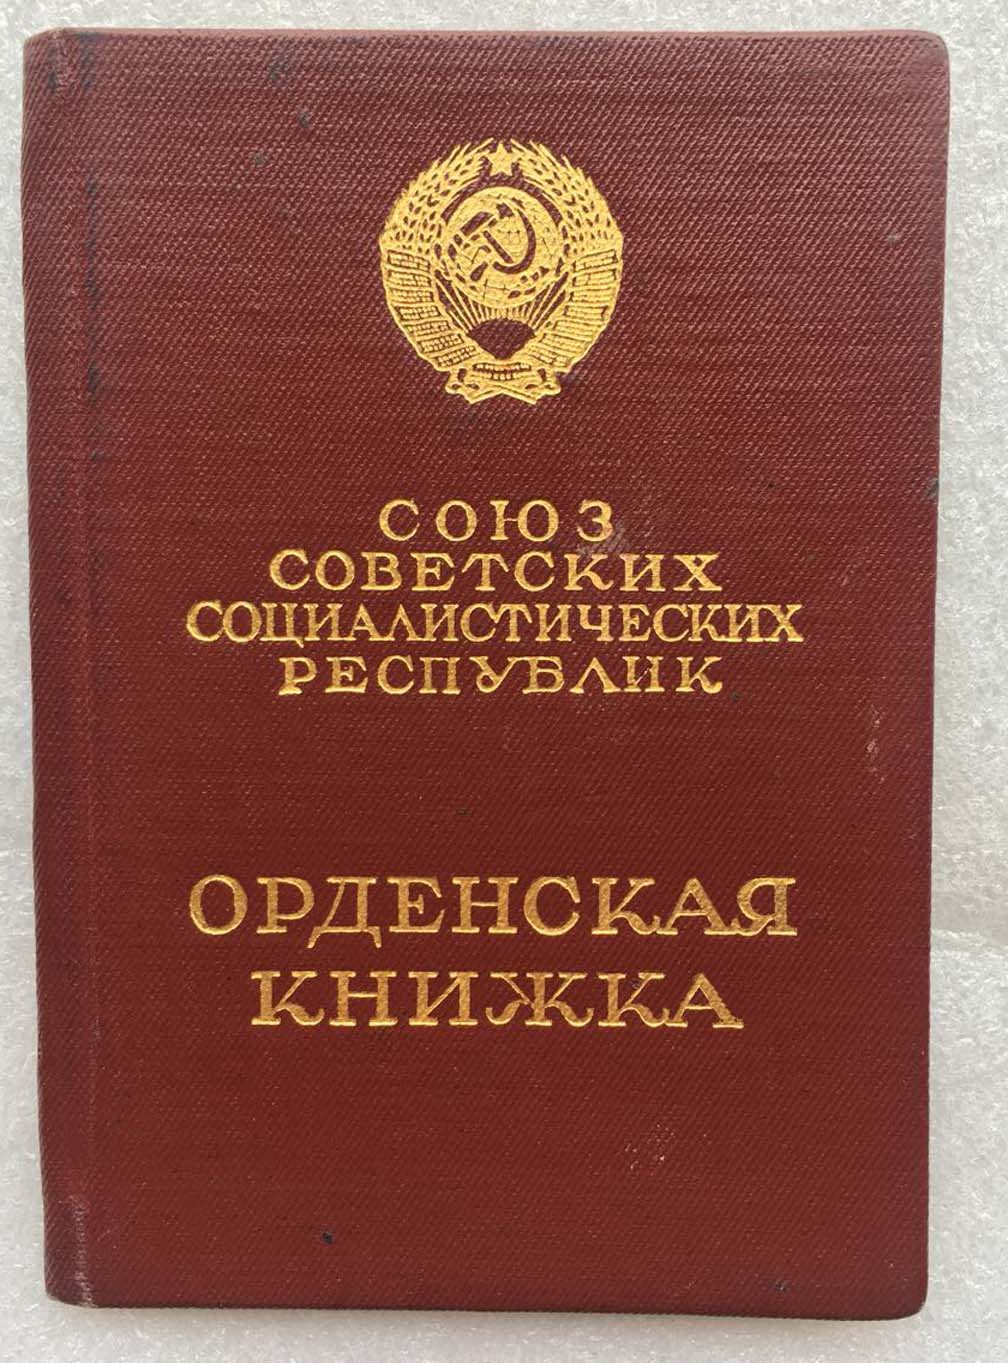 СОЮЗ
СОВЕТСКИХ
СОЦИАЛИСТИЧЕСКИХ
РЕСПУБЛИК
ОРДЕНСКАЯ
КНИЖКА